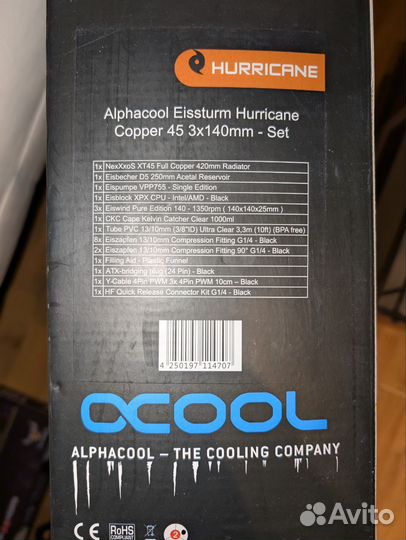 HURRICANE
Alphacool Eissturm Hurricane
Copper 45 3x140mm - Set
1x NexXxoS XT45 Full Copper 420mm Radiator
1x Eisbecher D5 250mm Acetal Reservoir
1x Eispumpe VPP755 - Single Edition
1x Eisblock XPX CPU - Intel/AMD - Black
3x Eiswind Pure Edition 140 - 1350rpm ( 140x140x25mm )
1x CKC Cape Kelvin Catcher Clear 1000ml
1x Tube PVC 13/10mm (3/8"ID) Ultra Clear 3,3m (10ft) (BPA free)
8x Eiszapfen 13/10mm Compression Fitting G1/4 - Black
2x Eiszapfen 13/10mm Compression Fitting 90° G1/4 - Black
1x Filling Aid - Plastic Funnel
1x ATX-bridging plug (24 Pin) - Black
1x Y-Cable 4Pin PWM 3x 4Pin PWM 10cm – Black
1x HF Quick Release Connector Kit G1/4 - Black
4 250197 114707
OCOOL
ALPHACOOL – THE COOLING COMPANY
CE RoHS COMPLIANT 2
Avito